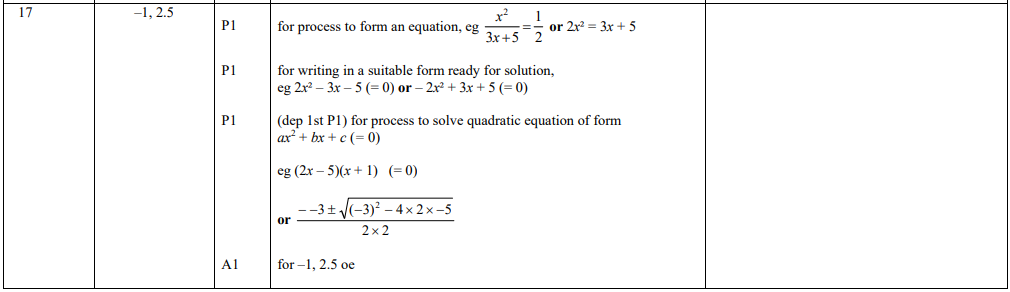 17 –1, 2.5 P1 for process to form an equation, eg x²/(3x+5) = 1/2 or 2x² = 3x + 5
P1 for writing in a suitable form ready for solution,
eg 2x² – 3x – 5 (= 0) or – 2x² + 3x + 5 (= 0)
P1 (dep 1st P1) for process to solve quadratic equation of form
ax² + bx + c (= 0)
eg (2x – 5)(x + 1) (= 0)
or (– –3 ± √((–3)² – 4 × 2 × –5))/(2 × 2)
A1 for –1, 2.5 oe